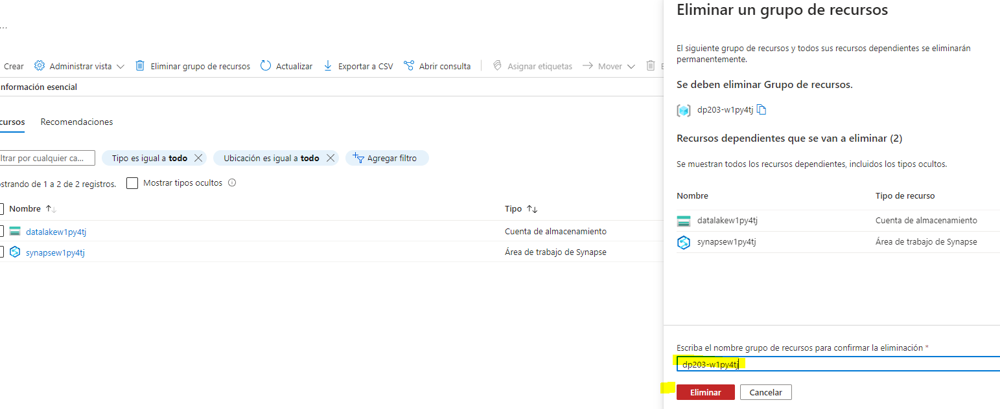 ...
Crear Administrar vista Eliminar grupo de recursos Actualizar Exportar a CSV Abrir consulta Asignar etiquetas Mover E
nformación esencial
cursos Recomendaciones
ltrar por cualquier ca... Tipo es igual a todo Ubicación es igual a todo Agregar filtro
ostrando de 1 a 2 de 2 registros. Mostrar tipos ocultos
Nombre Tipo
datalakew1py4tj Cuenta de almacenamiento
synapsew1py4tj Área de trabajo de Synapse
Eliminar un grupo de recursos
El siguiente grupo de recursos y todos sus recursos dependientes se eliminarán
permanentemente.
Se deben eliminar Grupo de recursos.
dp203-w1py4tj
Recursos dependientes que se van a eliminar (2)
Se muestran todos los recursos dependientes, incluidos los tipos ocultos.
Nombre Tipo de recurso
datalakew1py4tj Cuenta de almacenamiento
synapsew1py4tj Área de trabajo de Synapse
Escriba el nombre grupo de recursos para confirmar la eliminación *
dp203-w1py4tj
Eliminar Cancelar